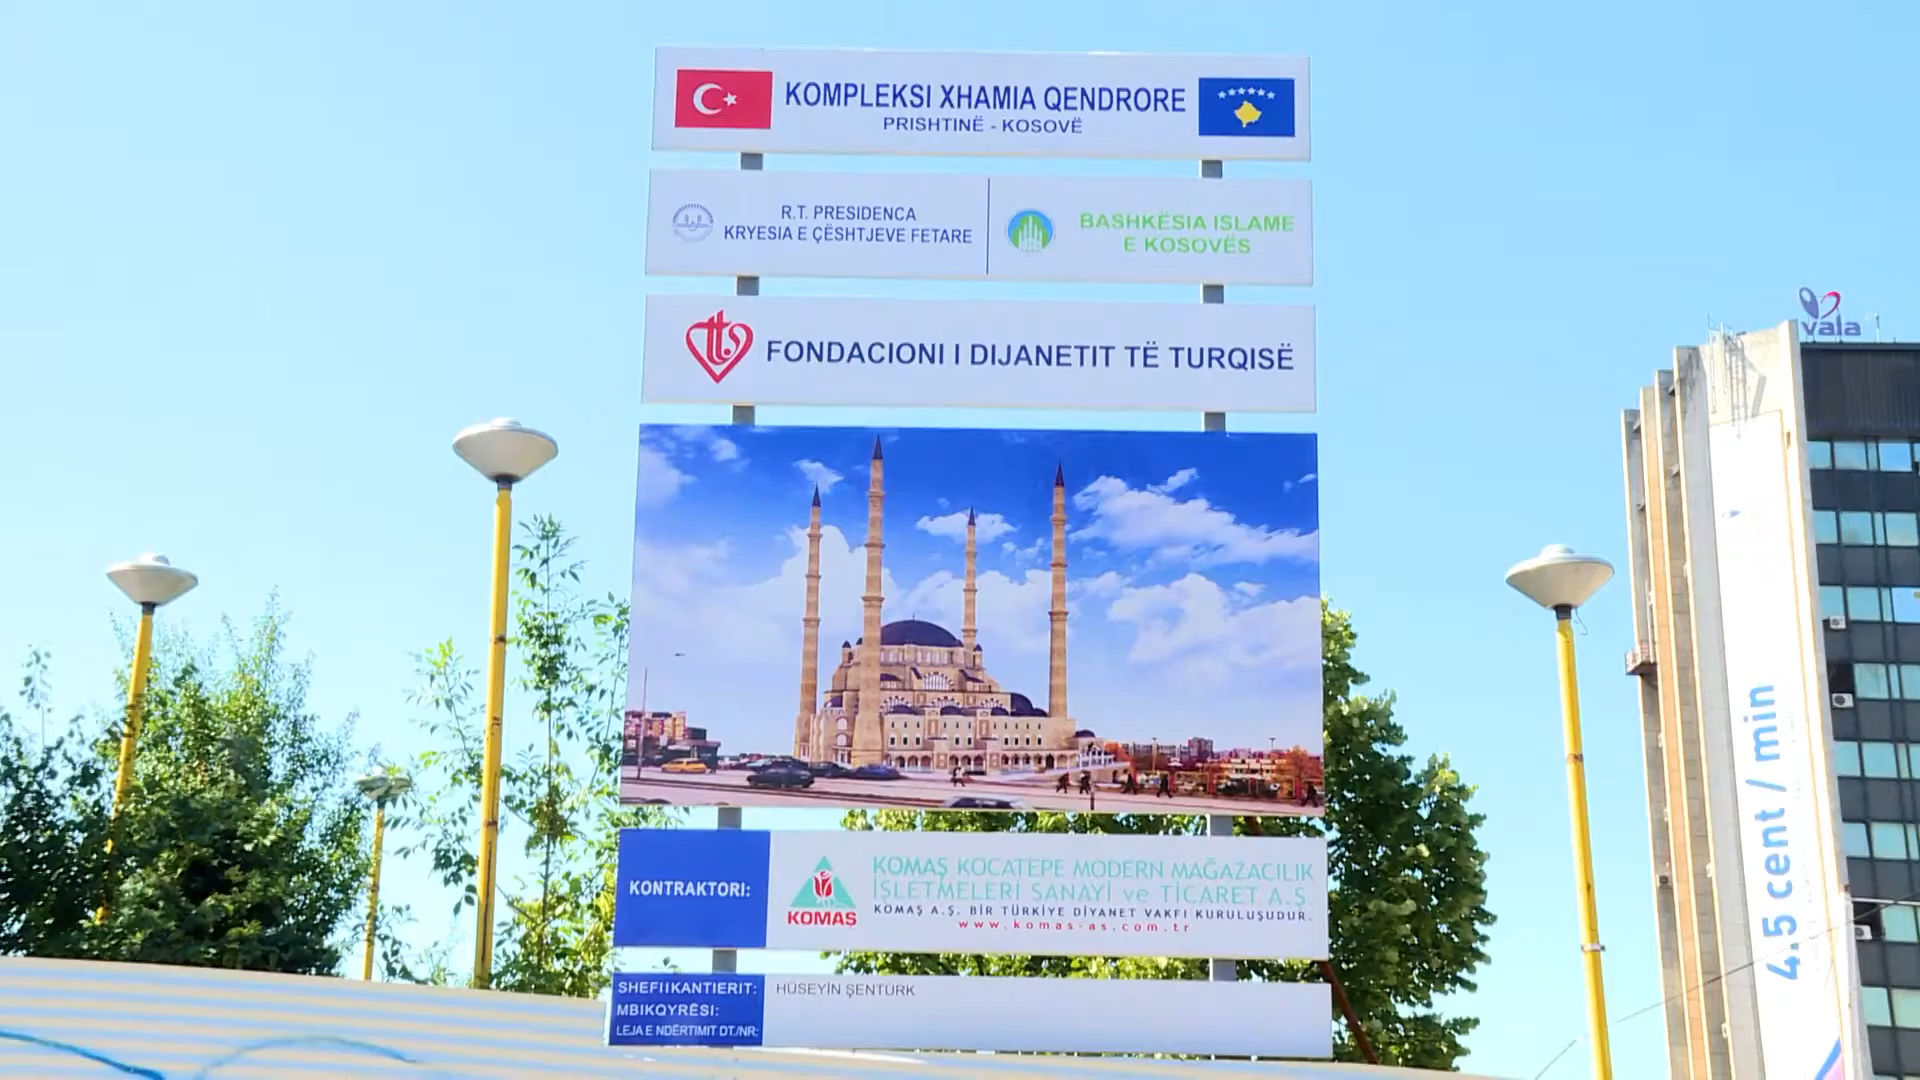 KOMPLEKSI XHAMIA QENDRORE
PRISHTINË - KOSOVË
R.T. PRESIDENCA
KRYESIA E ÇËSHTJEVE FETARE
BASHKËSIA ISLAME
E KOSOVËS
FONDACIONI I DIJANETIT TË TURQISË
KONTRAKTORI:
KOMAŞ
KOMAŞ KOCATEPE MODERN MAĞAZACILIK
İŞLETMELERİ SANAYİ ve TİCARET A.Ş.
KOMAŞ A.Ş. BİR TÜRKİYE DİYANET VAKFI KURULUŞUDUR.
www.komas-as.com.tr
SHEFI I KANTIERIT:
HÜSEYİN ŞENTÜRK
MBIKQYRËSI:
LEJA E NDËRTIMIT DT./NR:
vala
4.5 cent / min